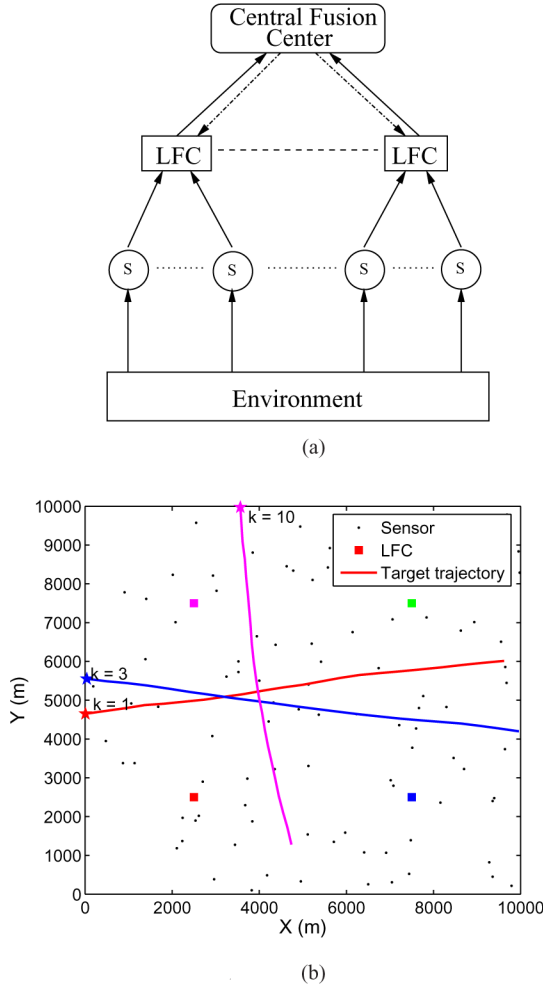 Central Fusion
Center
LFC
LFC
S
S
S
S
Environment
(a)
10000
9000
8000
7000
6000
5000
4000
3000
2000
1000
0
Y (m)
k = 10
k = 3
k = 1
Sensor
LFC
Target trajectory
0
2000
4000
6000
8000
10000
X (m)
(b)